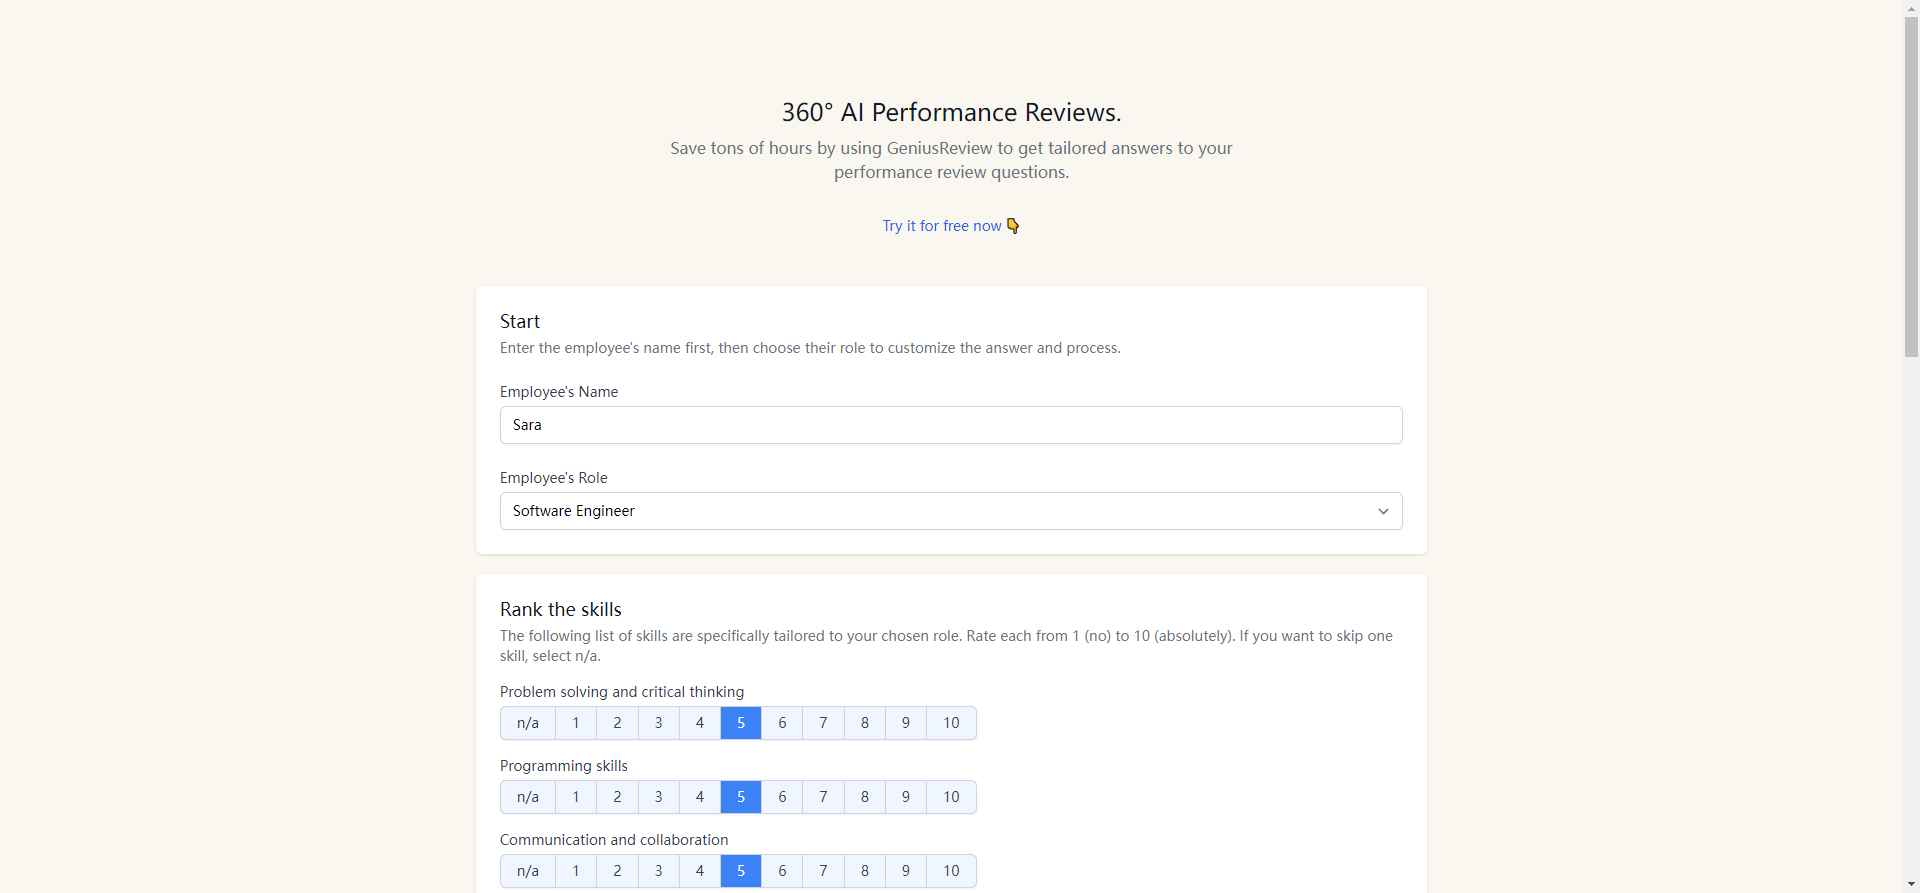 360° AI Performance Reviews.
Save tons of hours by using GeniusReview to get tailored answers to your
performance review questions.
Try it for free now 👇
Start
Enter the employee's name first, then choose their role to customize the answer and process.
Employee's Name
Sara
Employee's Role
Software Engineer
Rank the skills
The following list of skills are specifically tailored to your chosen role. Rate each from 1 (no) to 10 (absolutely). If you want to skip one
skill, select n/a.
Problem solving and critical thinking
n/a 1 2 3 4 5 6 7 8 9 10
Programming skills
n/a 1 2 3 4 5 6 7 8 9 10
Communication and collaboration
n/a 1 2 3 4 5 6 7 8 9 10